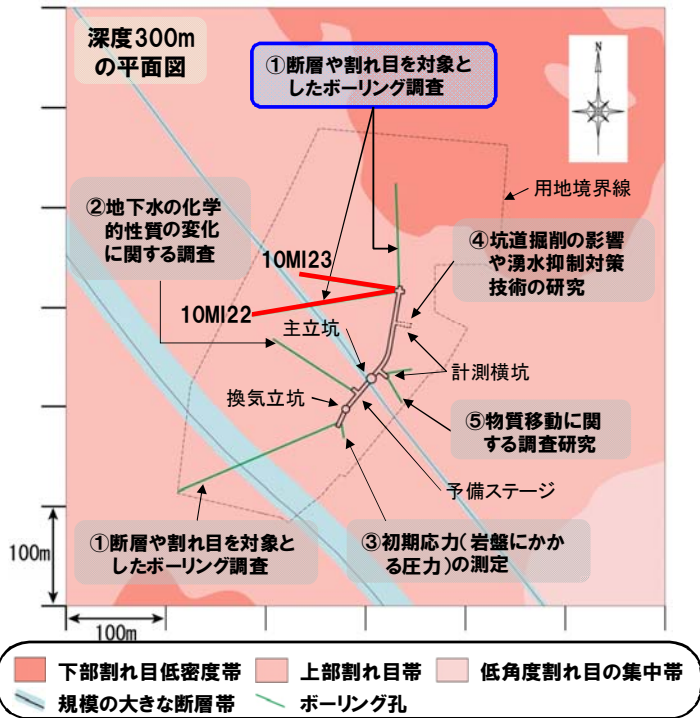 深度300m
の平面図
①断層や割れ目を対象と
したボーリング調査
N
用地境界線
②地下水の化学
的性質の変化
に関する調査
10MI23
④坑道掘削の影響
や湧水抑制対策
技術の研究
10MI22
主立坑
計測横坑
換気立坑
⑤物質移動に関
する調査研究
予備ステージ
①断層や割れ目を対象と
したボーリング調査
③初期応力(岩盤にかか
る圧力)の測定
100m
100m
下部割れ目低密度帯
上部割れ目帯
低角度割れ目の集中帯
規模の大きな断層帯
ボーリング孔